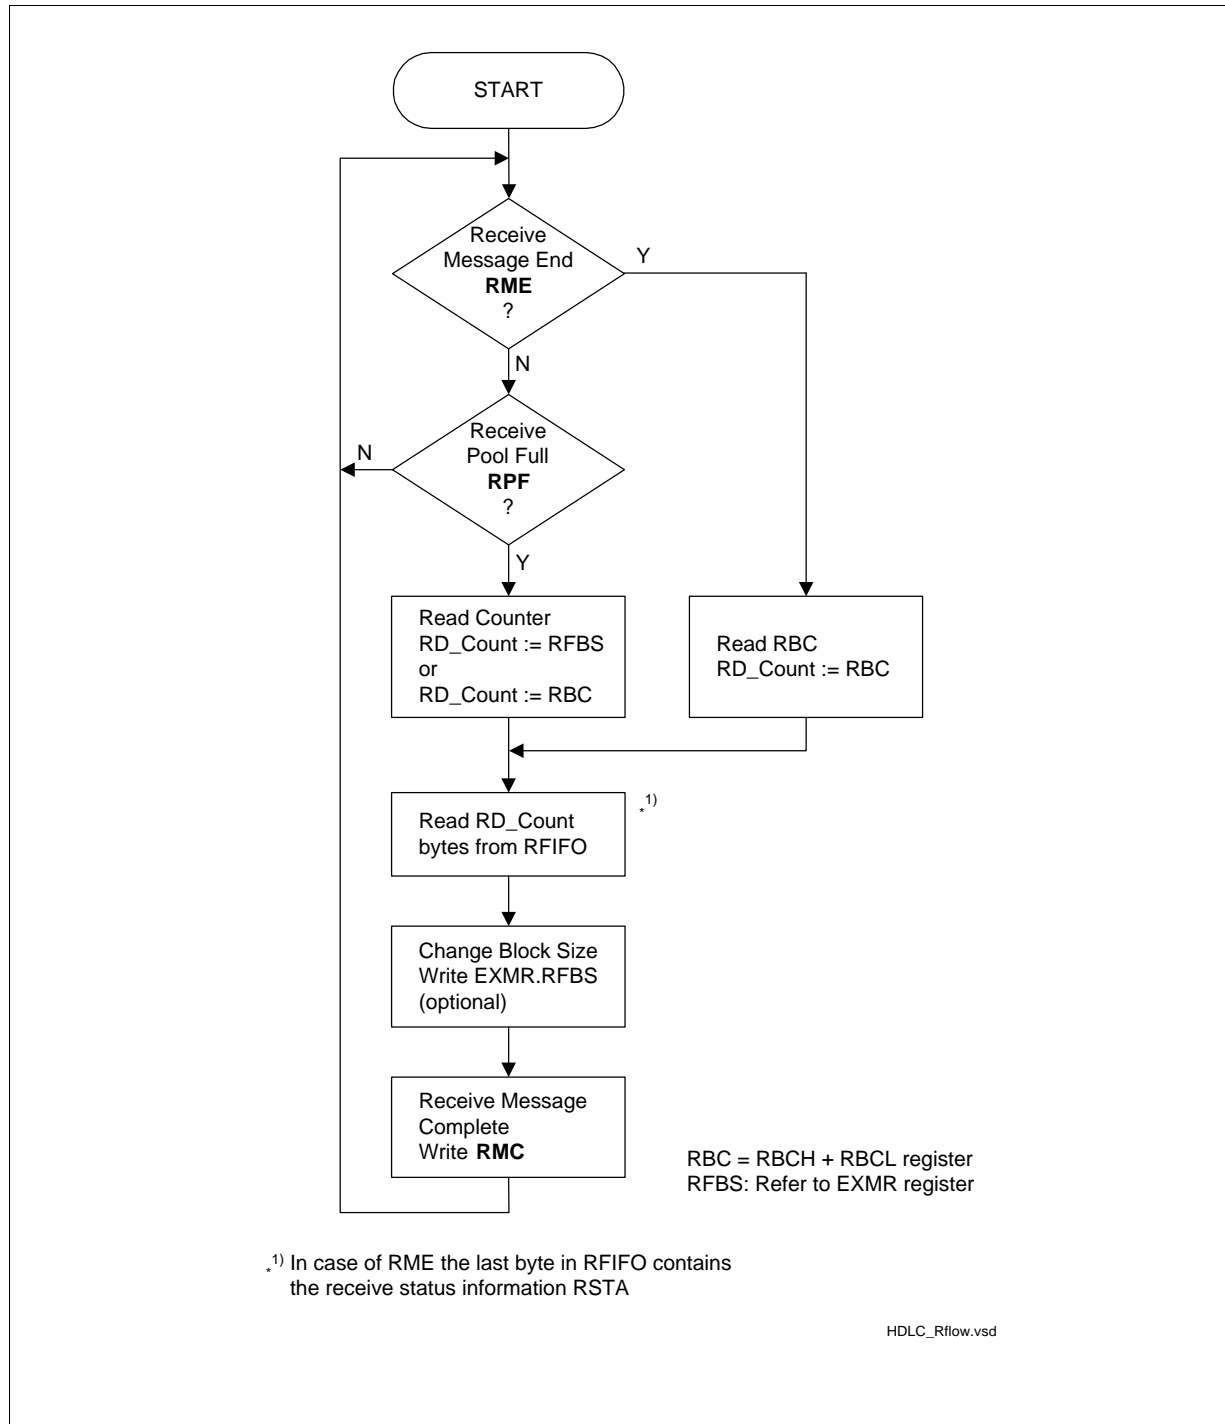 START
Receive
Message End
RME
?
Y
N
Receive
Pool Full
RPF
?
N
Y
Read Counter
RD_Count := RFBS
or
RD_Count := RBC
Read RBC
RD_Count := RBC
Read RD_Count
bytes from RFIFO
*1)
Change Block Size
Write EXMR.RFBS
(optional)
Receive Message
Complete
Write RMC
RBC = RBCH + RBCL register
RFBS: Refer to EXMR register
*1) In case of RME the last byte in RFIFO contains
the receive status information RSTA
HDLC_Rflow.vsd